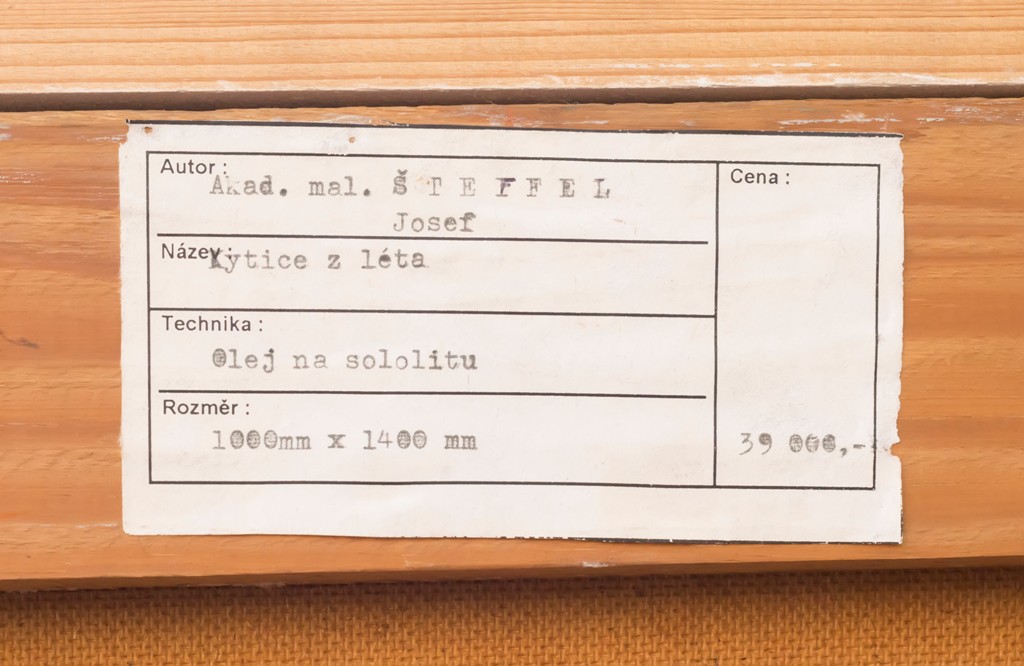 Autor :
Akad. mal. Š T E F F E L
Josef
Název :
Kytice z léta
Technika :
Olej na sololitu
Rozměr :
1000mm x 1400 mm
Cena :
39 000,-